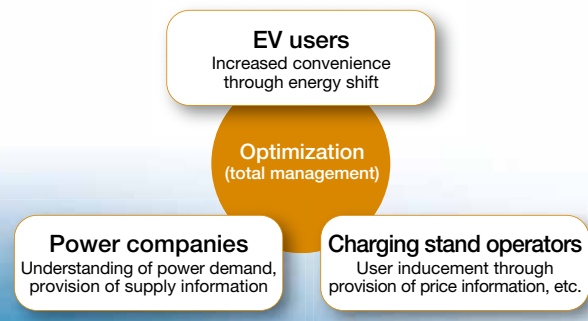 EV users
Increased convenience
through energy shift
Optimization
(total management)
Power companies
Understanding of power demand,
provision of supply information
Charging stand operators
User inducement through
provision of price information, etc.